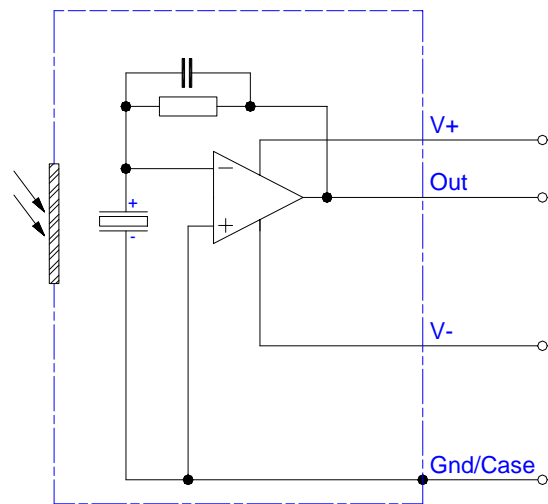 V+
Out
+
-
−
+
V-
Gnd/Case